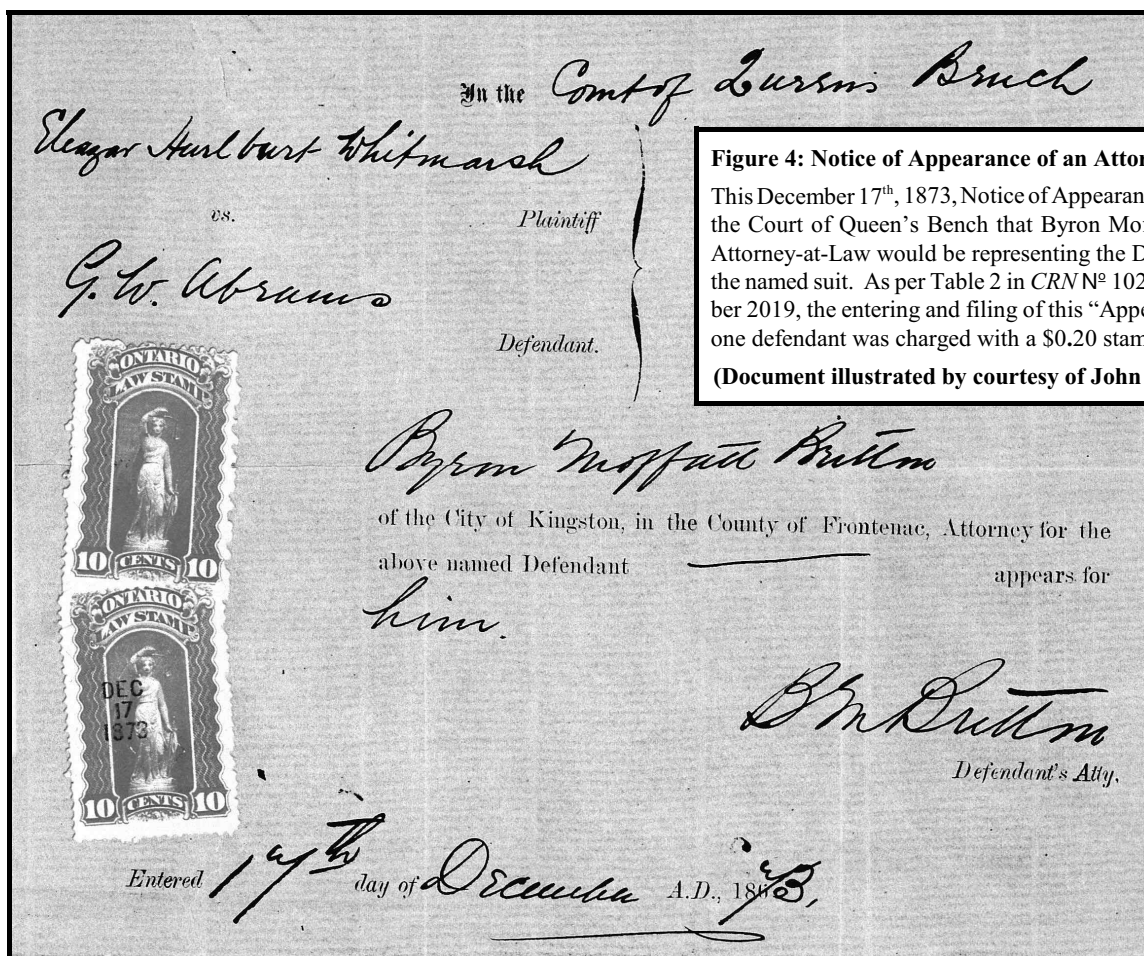 In the Court of Queens Bench
Eleazar Hurlburt Whitmarsh
vs.
Plaintiff
G. W. Abrams
Defendant.
Figure 4: Notice of Appearance of an Attor
This December 17th, 1873, Notice of Appearan
the Court of Queen's Bench that Byron Mo
Attorney-at-Law would be representing the D
the named suit. As per Table 2 in CRN Nº 102
ber 2019, the entering and filing of this “Appe
one defendant was charged with a $0.20 stam
(Document illustrated by courtesy of John
ONTARIO
LAW STAMP
10 CENTS 10
ONTARIO
LAW STAMP
DEC
17
1873
10 CENTS 10
Byron Moffatt Britton
of the City of Kingston, in the County of Frontenac, Attorney for the
above named Defendant appears for
him.
B M Britton
Defendant's Atty.
Entered 17th day of December A.D., 1873,